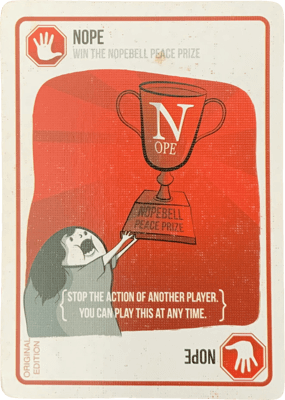 NOPE
WIN THE NOPEBELL PEACE PRIZE
NOPE
NOPEBELL
PEACE PRIZE
STOP THE ACTION OF ANOTHER PLAYER.
YOU CAN PLAY THIS AT ANY TIME.
ORIGINAL
EDITION
NOPE